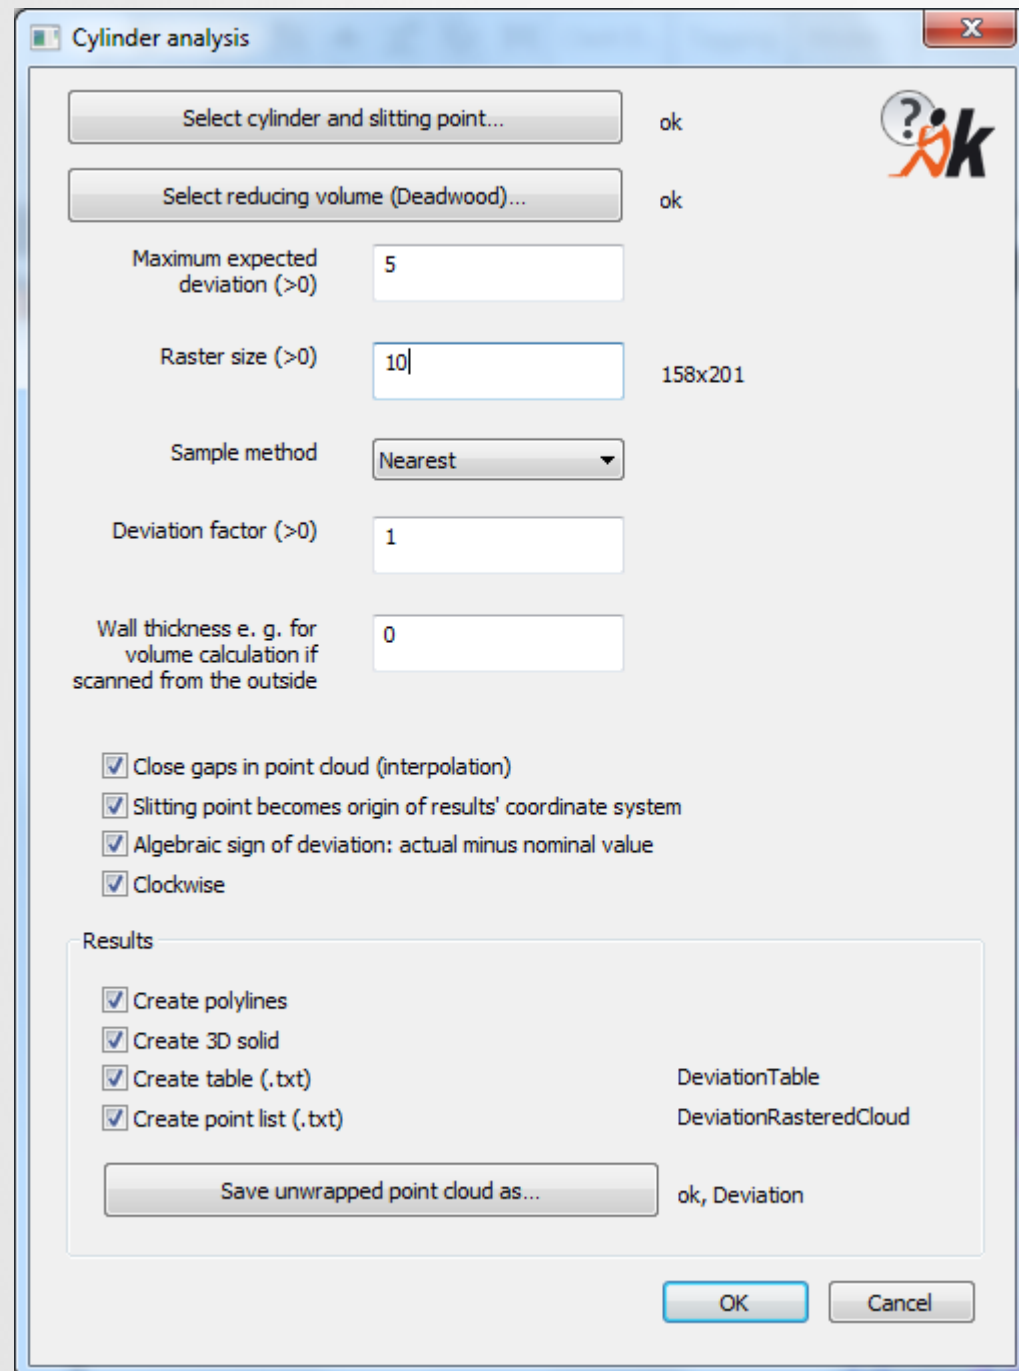 Cylinder analysis
Select cylinder and slitting point...
ok
Select reducing volume (Deadwood)...
ok
Maximum expected
deviation (>0)
5
Raster size (>0)
10
158x201
Sample method
Nearest
Deviation factor (>0)
1
Wall thickness e. g. for
volume calculation if
scanned from the outside
0
Close gaps in point cloud (interpolation)
Slitting point becomes origin of results' coordinate system
Algebraic sign of deviation: actual minus nominal value
Clockwise
Results
Create polylines
Create 3D solid
Create table (.txt)
DeviationTable
Create point list (.txt)
DeviationRasteredCloud
Save unwrapped point cloud as...
ok, Deviation
OK
Cancel